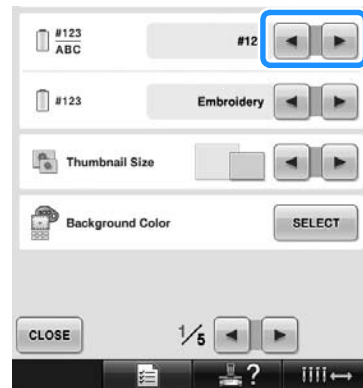 #123
ABC
#12
#123
Embroidery
Thumbnail Size
Background Color
SELECT
CLOSE
1/5
?